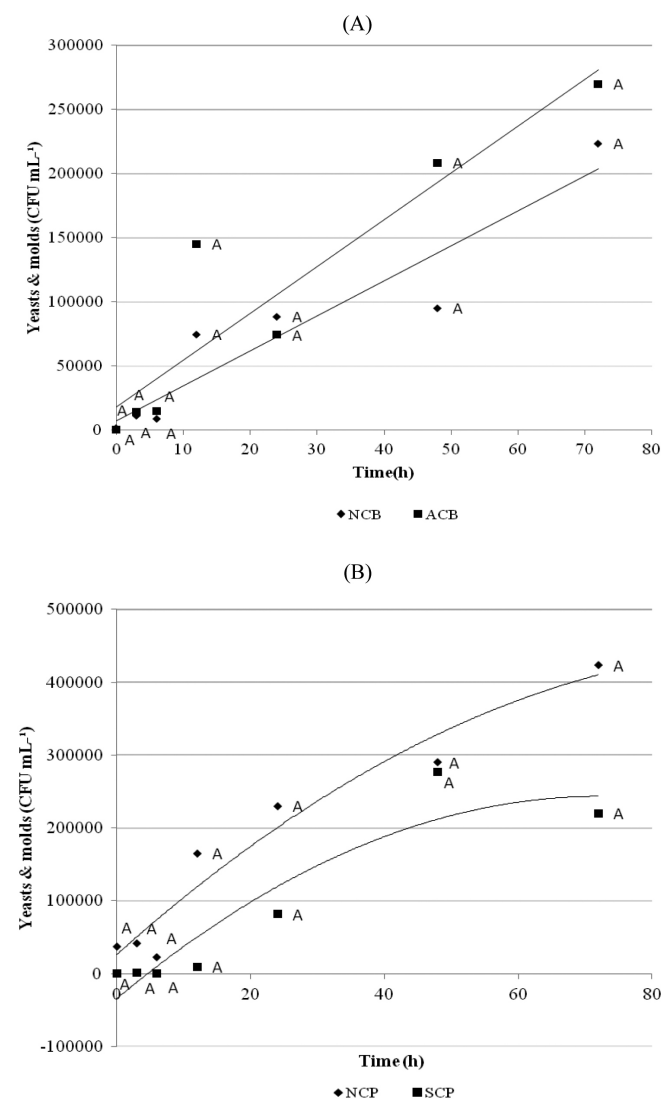 (A)
Yeasts & molds (CFU mL-¹)
300000
250000
200000
150000
100000
50000
0
A
A
A
A
A
A
A
A
A
A
A
A
A
A
0 10 20 30 40 50 60 70 80
Time(h)
NCB ACB
(B)
Yeasts & molds (CFU mL-¹)
500000
400000
300000
200000
100000
0
-100000
A
A
A
A
A
A
A
A
A
A
A
A
A
A
0 20 40 60 80
Time (h)
NCP SCP